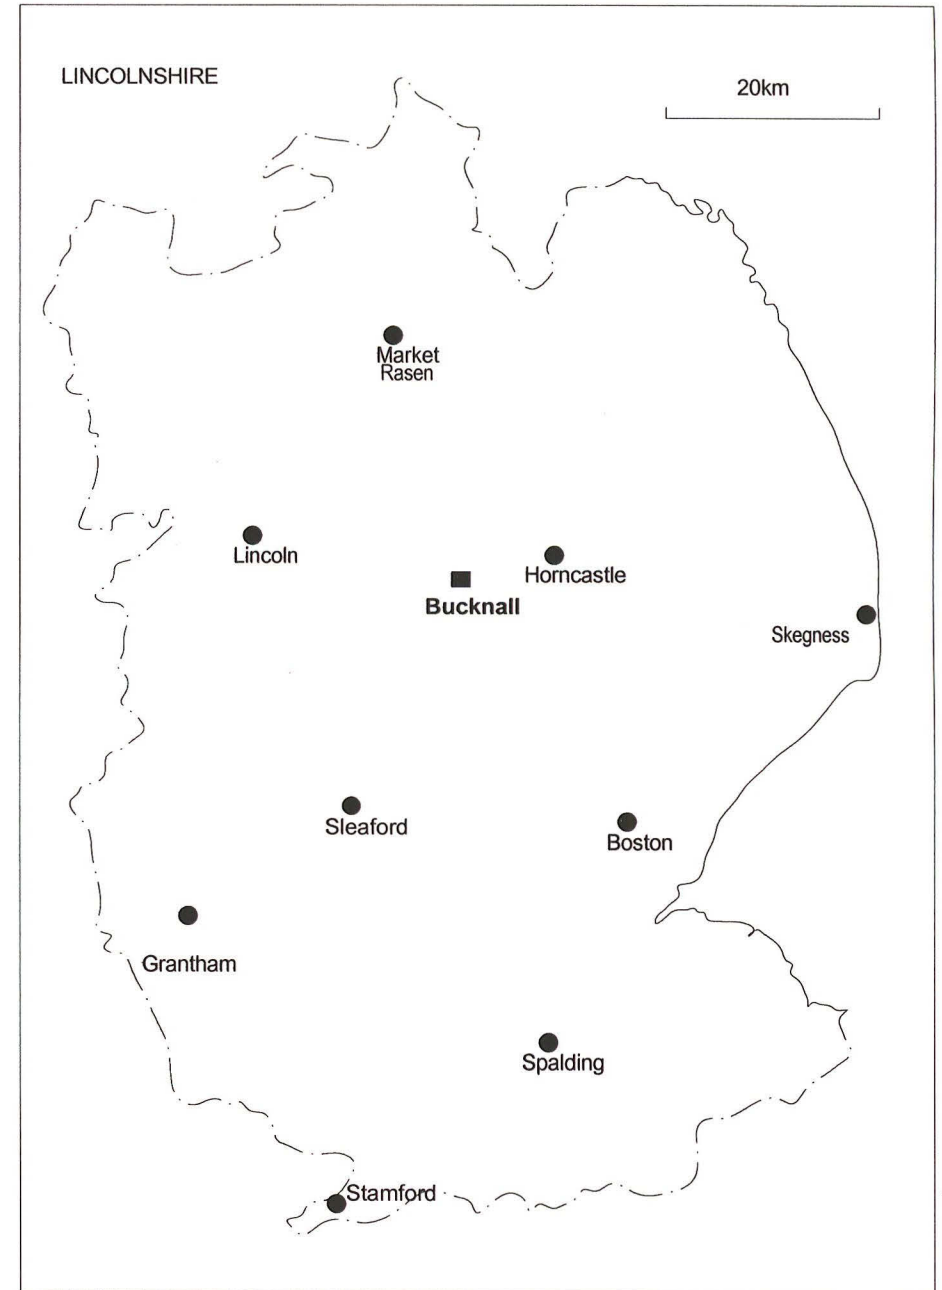 LINCOLNSHIRE
20km
Market
Rasen
Lincoln
Horncastle
Bucknall
Skegness
Sleaford
Boston
Grantham
Spalding
Stamford